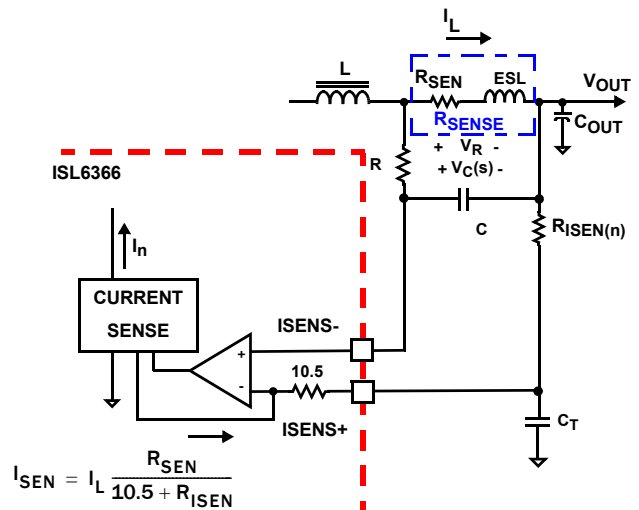 I_L
L
R_SEN
ESL
V_OUT
R_SENSE
C_OUT
+ V_R -
+ V_C(s) -
ISL6366
R
C
R_ISEN(n)
I_n
CURRENT
SENSE
ISENS-
+
10.5
-
ISENS+
C_T
I_SEN = I_L R_SEN / 10.5 + R_ISEN